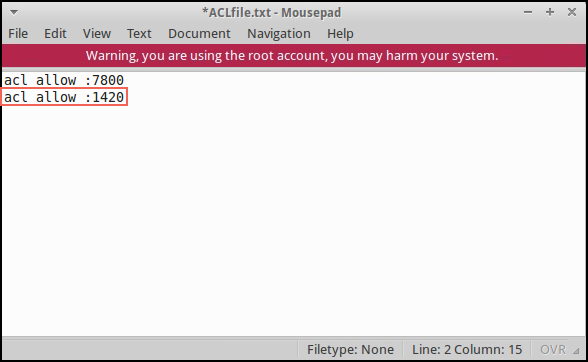 *ACLfile.txt - Mousepad
File Edit View Text Document Navigation Help
Warning, you are using the root account, you may harm your system.
acl allow :7800
acl allow :1420
Filetype: None Line: 2 Column: 15 OVR